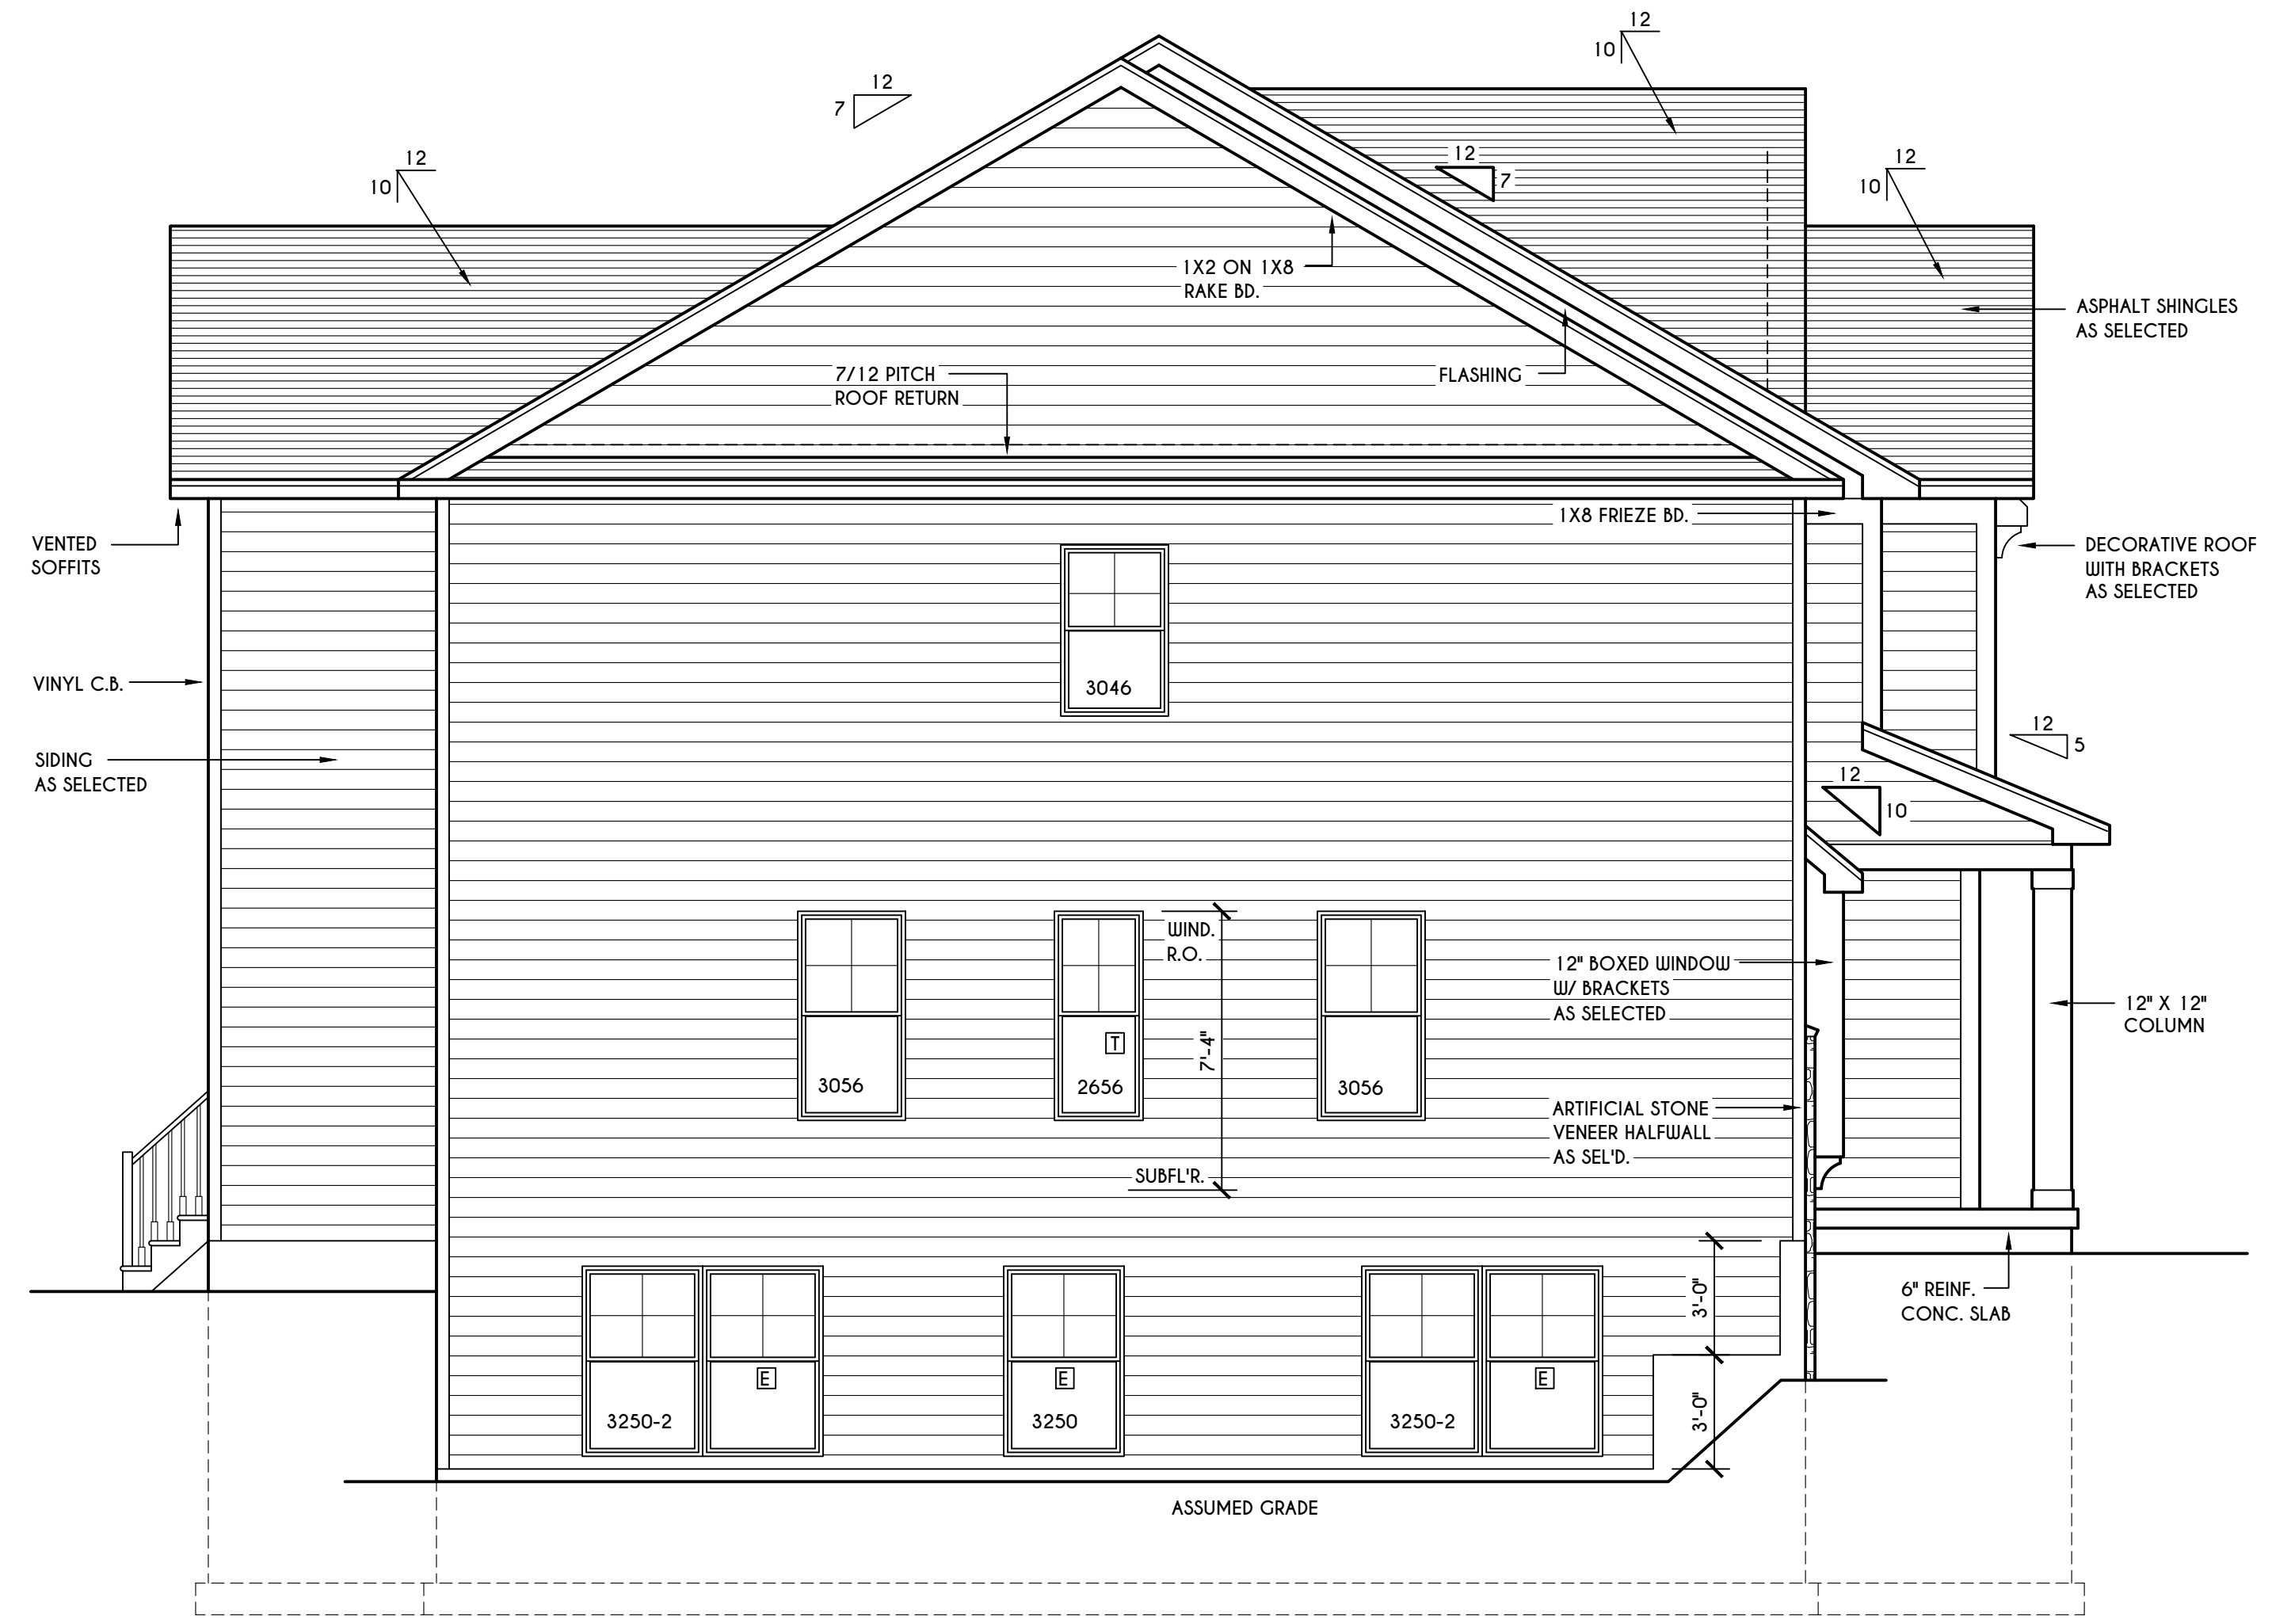 12
10
12
7
12
7
12
10
12
10
1X2 ON 1X8
RAKE BD.
ASPHALT SHINGLES
AS SELECTED
7/12 PITCH
ROOF RETURN
FLASHING
1X8 FRIEZE BD.
VENTED
SOFFITS
DECORATIVE ROOF
WITH BRACKETS
AS SELECTED
VINYL C.B.
3046
12
5
SIDING
AS SELECTED
12
10
WIND.
R.O.
12" BOXED WINDOW
W/ BRACKETS
AS SELECTED
12" X 12"
COLUMN
T
7'-4"
3056
2656
3056
ARTIFICIAL STONE
VENEER HALFWALL
AS SEL'D.
SUBFL'R.
3'-0"
6" REINF.
CONC. SLAB
E
E
E
3250-2
3250
3250-2
3'-0"
ASSUMED GRADE